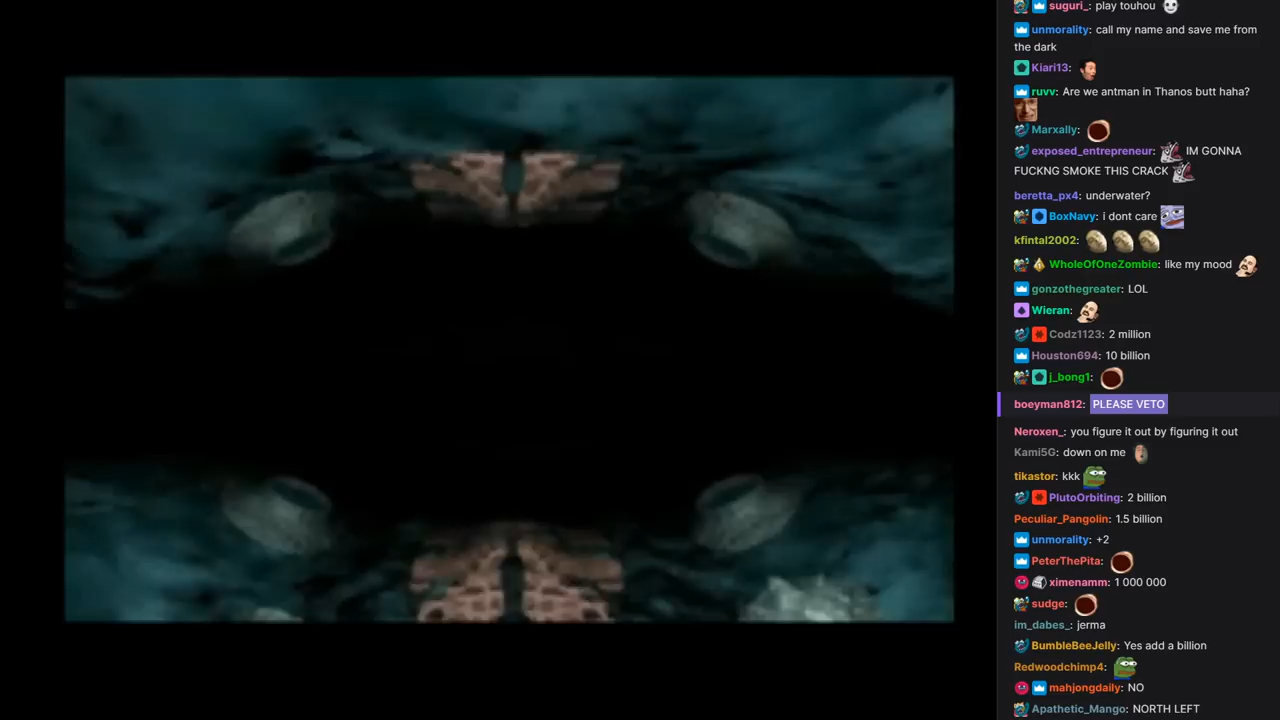 suguri_: play touhou
unmorality: call my name and save me from
the dark
Kiari13:
ruvv: Are we antman in Thanos butt haha?
Marxally:
exposed_entrepreneur: IM GONNA
FUCKNG SMOKE THIS CRACK
beretta_px4: underwater?
BoxNavy: i dont care
kfintal2002:
WholeOfOneZombie: like my mood
gonzothegreater: LOL
Wieran:
Codz1123: 2 million
Houston694: 10 billion
j_bong1:
boeyman812: PLEASE VETO
Neroxen_: you figure it out by figuring it out
Kami5G: down on me
tikastor: kkk
PlutoOrbiting: 2 billion
Peculiar_Pangolin: 1.5 billion
unmorality: +2
PeterThePita:
ximenamm: 1 000 000
sudge:
im_dabes_: jerma
BumbleBeeJelly: Yes add a billion
Redwoodchimp4:
mahjongdaily: NO
Apathetic_Mango: NORTH LEFT